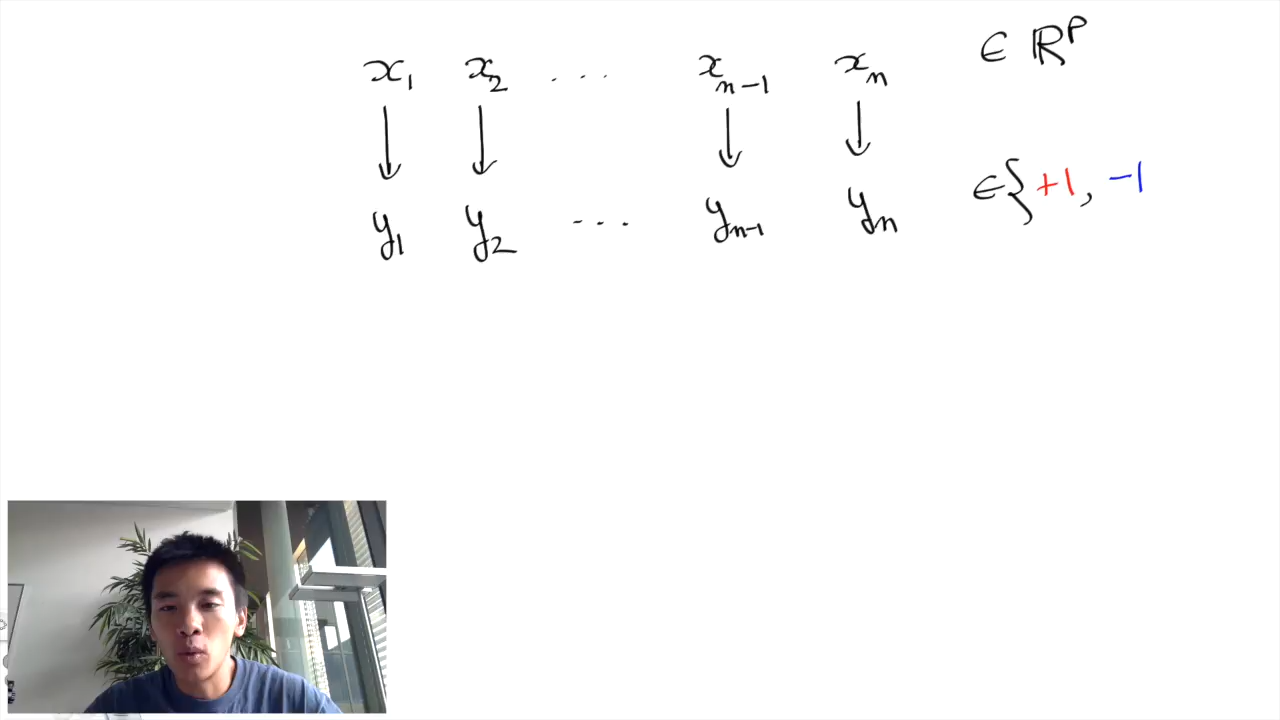 x₁ x₂ ... xₙ₋₁ xₙ ∈ ℝᵖ
y₁ y₂ ... yₙ₋₁ yₙ ∈ } +1, -1